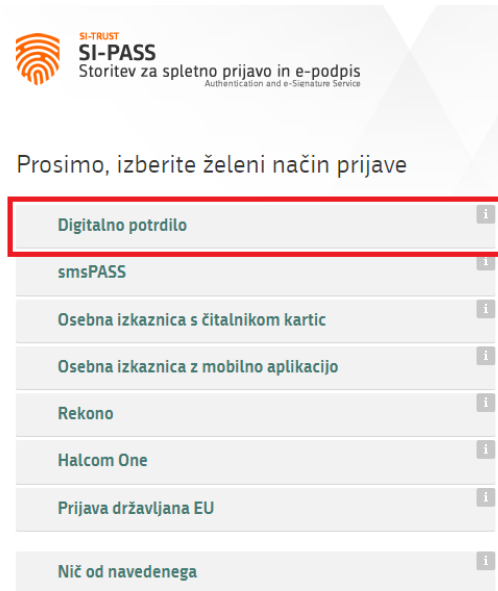 SI-TRUST
SI-PASS
Storitev za spletno prijavo in e-podpis
Authentication and e-Signature Service
Prosimo, izberite želeni način prijave
Digitalno potrdilo
i
smsPASS
i
Osebna izkaznica s čitalnikom kartic
i
Osebna izkaznica z mobilno aplikacijo
i
Rekono
i
Halcom One
i
Prijava državljana EU
i
Nič od navedenega
i